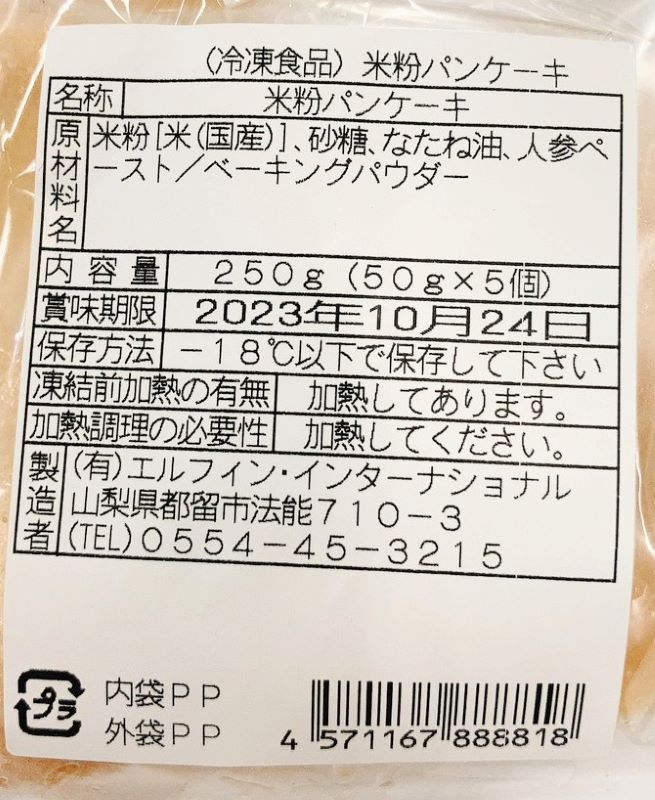 （冷凍食品）米粉パンケーキ
名称 米粉パンケーキ
原材料名 米粉［米（国産）］、砂糖、なたね油、人参ペ
ースト／ベーキングパウダー
内容量 ２５０ｇ（５０ｇ×５個）
賞味期限 2023年10月24日
保存方法 －１８℃以下で保存して下さい
凍結前加熱の有無 加熱してあります。
加熱調理の必要性 加熱してください。
製造者 （有）エルフィン・インターナショナル
山梨県都留市法能７１０－３
（TEL）０５５４－４５－３２１５
プラ
内袋ＰＰ
外袋ＰＰ
4 571167 888818